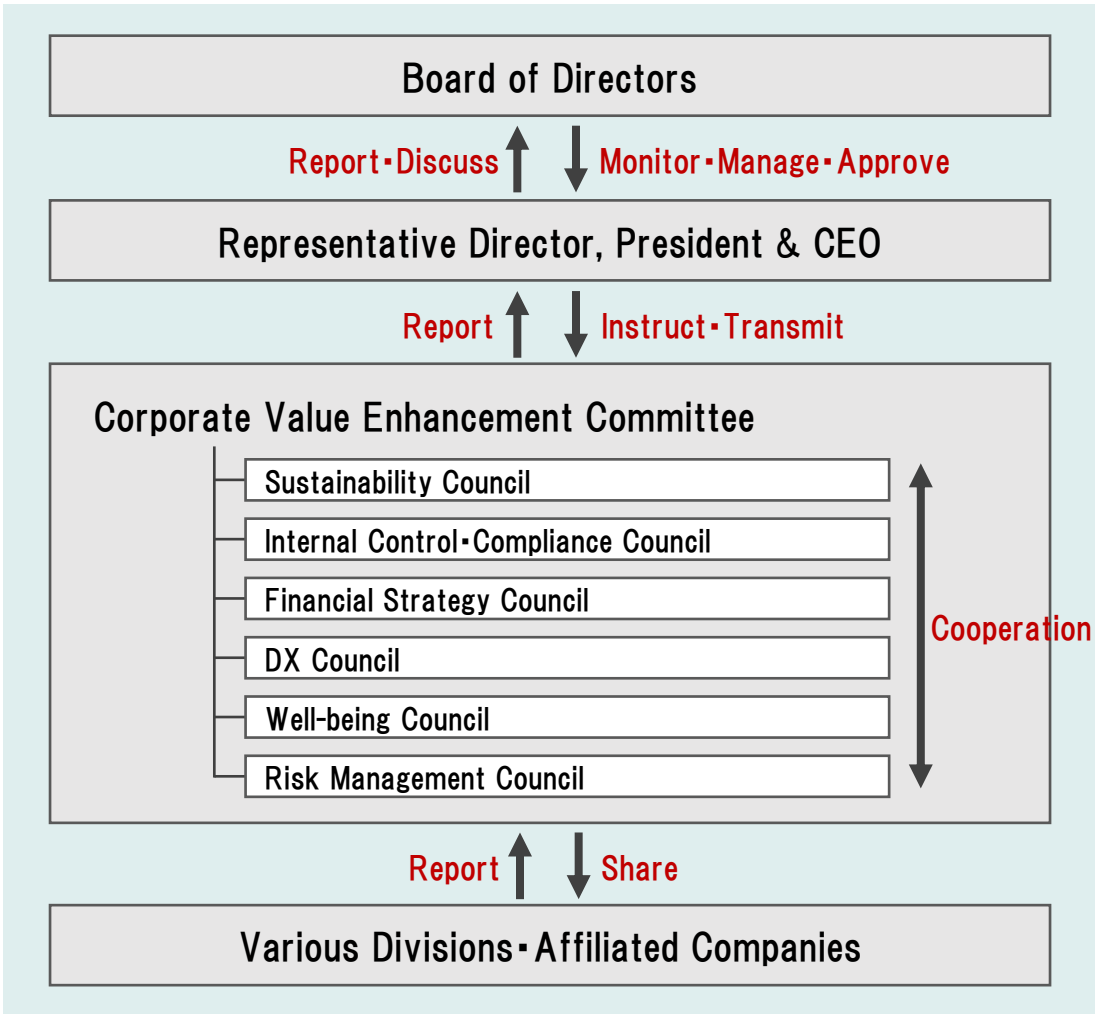 Board of Directors
Report▪Discuss
Monitor▪Manage▪Approve
Representative Director, President & CEO
Report
Instruct▪Transmit
Corporate Value Enhancement Committee
Sustainability Council
Internal Control▪Compliance Council
Financial Strategy Council
DX Council
Well-being Council
Risk Management Council
Cooperation
Report
Share
Various Divisions▪Affiliated Companies